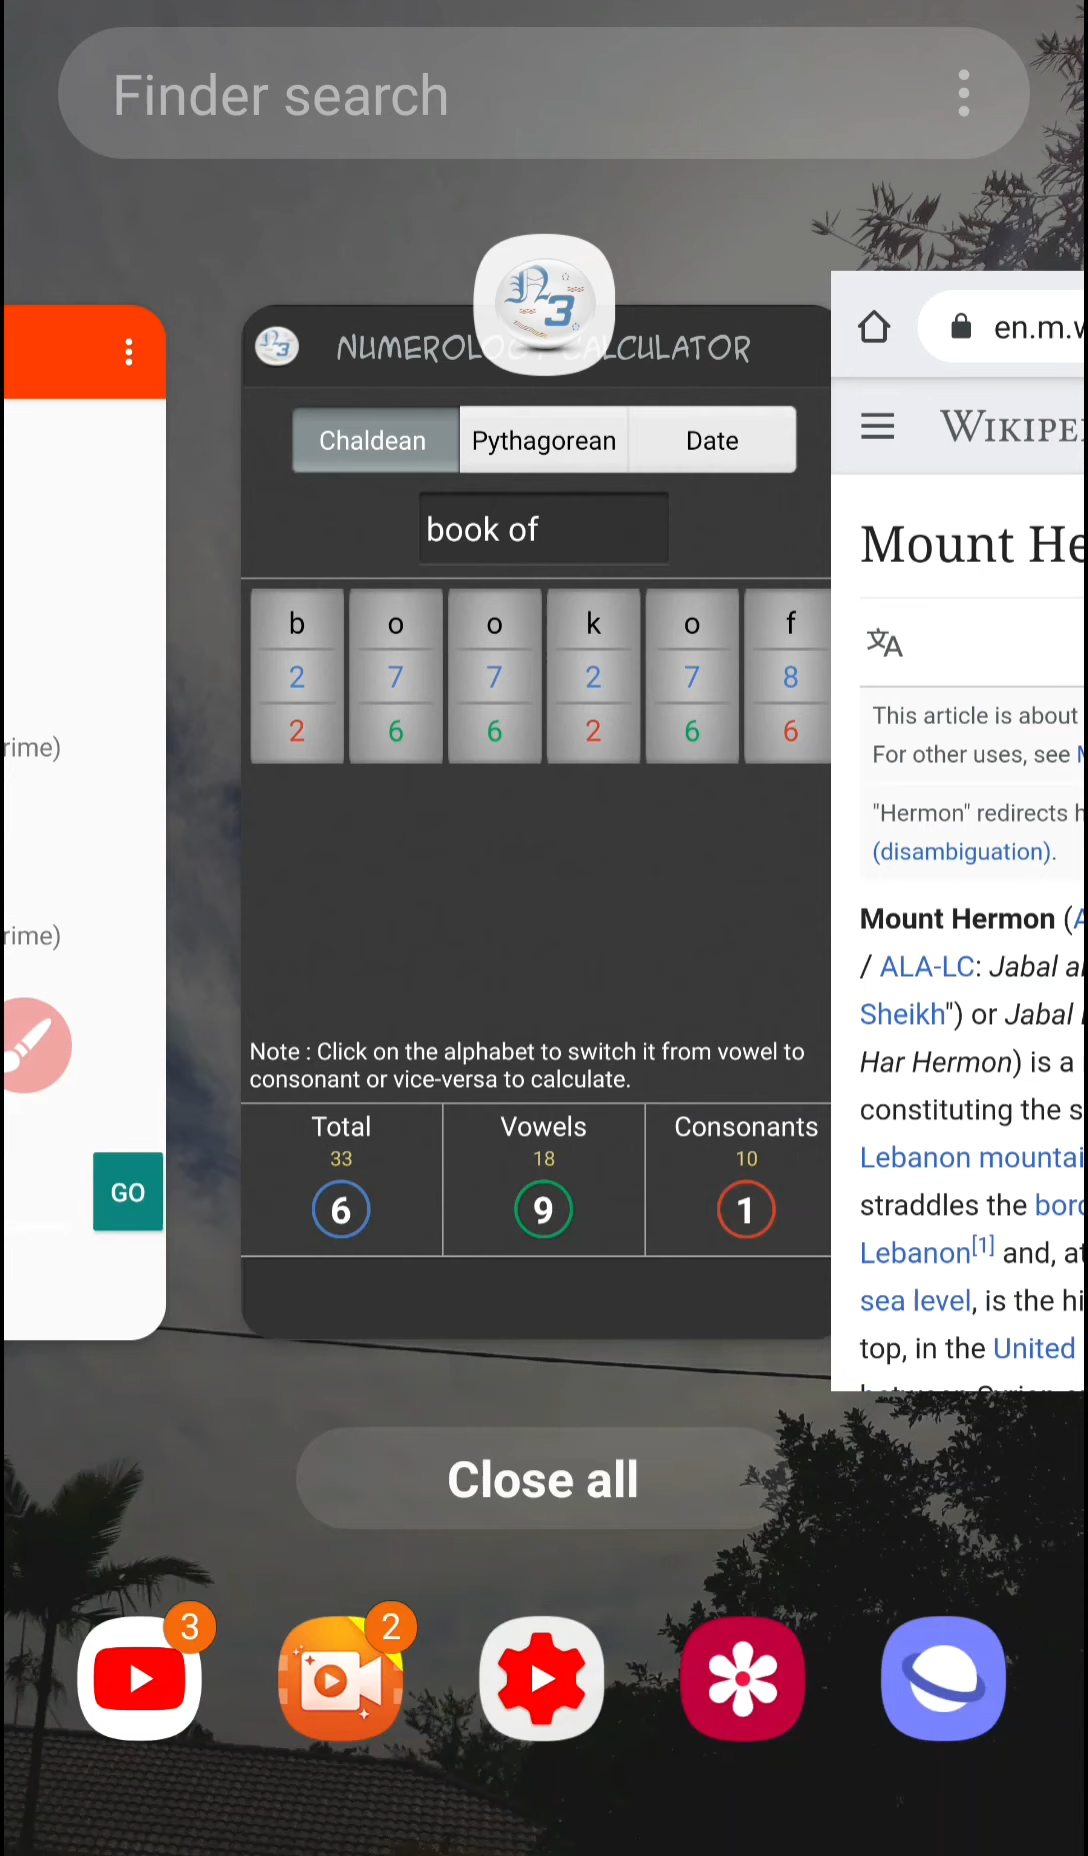 Finder search
NUMEROLOGY CALCULATOR
Chaldean Pythagorean Date
book of
b o o k o f
2 7 7 2 7 8
2 6 6 2 6 6
Note : Click on the alphabet to switch it from vowel to
consonant or vice-versa to calculate.
Total Vowels Consonants
33 18 10
6 9 1
rime)
rime)
GO
en.m.w
WIKIPE
Mount He
This article is about
For other uses, see
"Hermon" redirects h
(disambiguation).
Mount Hermon (
/ ALA-LC: Jabal a
Sheikh") or Jabal
Har Hermon) is a
constituting the s
Lebanon mountai
straddles the bord
Lebanon[1] and, at
sea level, is the hi
top, in the United
Close all
3 2